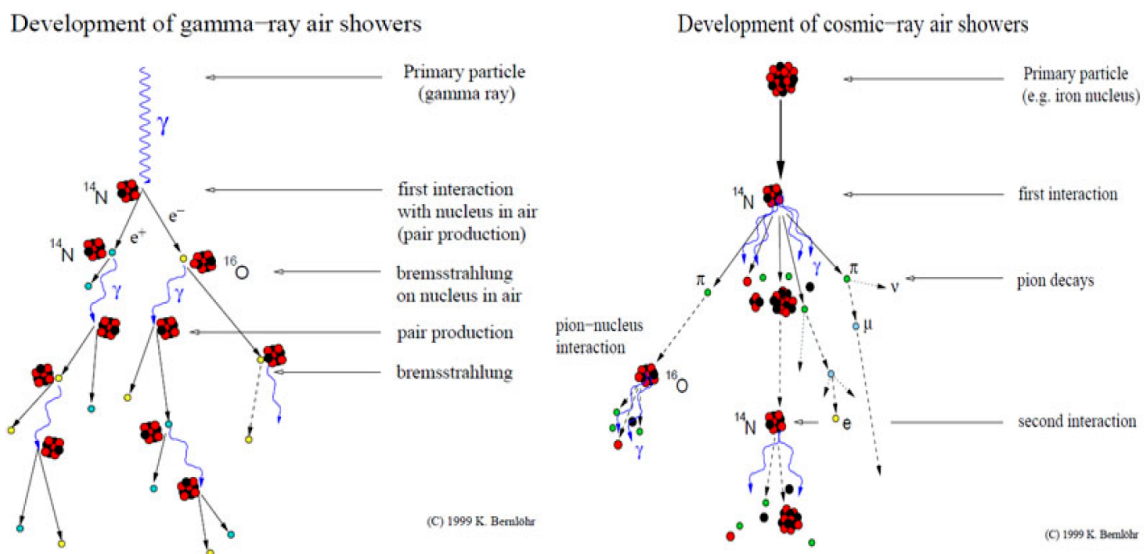 Development of gamma−ray air showers
Primary particle
(gamma ray)
γ
14N
first interaction
with nucleus in air
(pair production)
e−
e+
14N
16O
bremsstrahlung
on nucleus in air
γ
γ
pair production
bremsstrahlung
(C) 1999 K. Bernlöhr
Development of cosmic−ray air showers
Primary particle
(e.g. iron nucleus)
14N
first interaction
γ
π
π
ν
pion decays
μ
pion−nucleus
interaction
16O
14N
e
second interaction
γ
(C) 1999 K. Bernlöhr